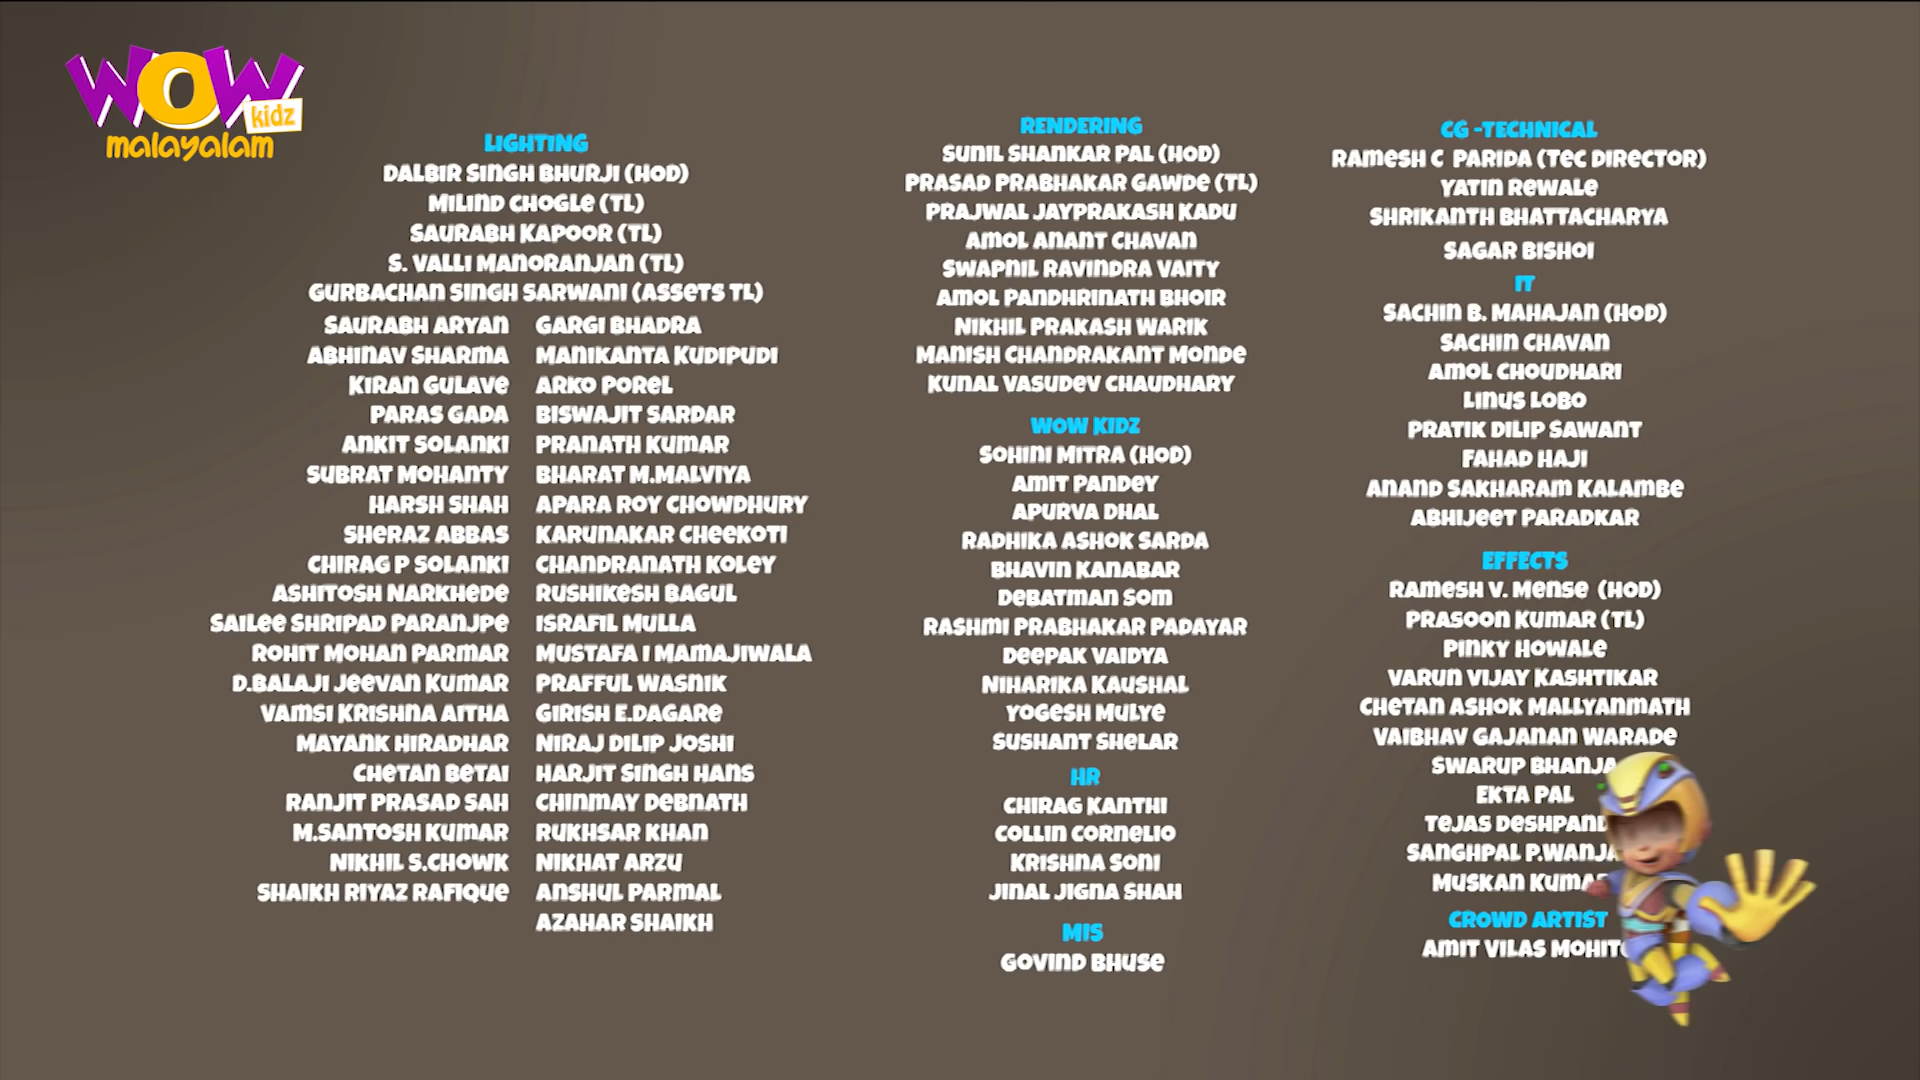 WOW
kidz
malayalam
LIGHTING
DALBIR SINGH BHURJI (HOD)
MILIND CHOGLE (TL)
SAURABH KAPOOR (TL)
S. VALLI MANORANJAN (TL)
GURBACHAN SINGH SARWANI (ASSETS TL)
SAURABH ARYAN GARGI BHADRA
ABHINAV SHARMA MANIKANTA KUDIPUDI
KIRAN GULAVE ARKO POREL
PARAS GADA BISWAJIT SARDAR
ANKIT SOLANKI PRANATH KUMAR
SUBRAT MOHANTY BHARAT M.MALVIYA
HARSH SHAH APARA ROY CHOWDHURY
SHERAZ ABBAS KARUNAKAR CHEEKOTI
CHIRAG P SOLANKI CHANDRANATH KOLEY
ASHITOSH NARKHEDE RUSHIKESH BAGUL
SAILEE SHRIPAD PARANJPE ISRAFIL MULLA
ROHIT MOHAN PARMAR MUSTAFA I MAMAJIWALA
D.BALAJI JEEVAN KUMAR PRAFFUL WASNIK
VAMSI KRISHNA AITHA GIRISH E.DAGARE
MAYANK HIRADHAR NIRAJ DILIP JOSHI
CHETAN BETAI HARJIT SINGH HANS
RANJIT PRASAD SAH CHINMAY DEBNATH
M.SANTOSH KUMAR RUKHSAR KHAN
NIKHIL S.CHOWK NIKHAT ARZU
SHAIKH RIYAZ RAFIQUE ANSHUL PARMAL
AZAHAR SHAIKH
RENDERING
SUNIL SHANKAR PAL (HOD)
PRASAD PRABHAKAR GAWDE (TL)
PRAJWAL JAYPRAKASH KADU
AMOL ANANT CHAVAN
SWAPNIL RAVINDRA VAITY
AMOL PANDHRINATH BHOIR
NIKHIL PRAKASH WARIK
MANISH CHANDRAKANT MONDE
KUNAL VASUDEV CHAUDHARY
WOW KIDZ
SOHINI MITRA (HOD)
AMIT PANDEY
APURVA DHAL
RADHIKA ASHOK SARDA
BHAVIN KANABAR
DEBATMAN SOM
RASHMI PRABHAKAR PADAYAR
DEEPAK VAIDYA
NIHARIKA KAUSHAL
YOGESH MULYE
SUSHANT SHELAR
HR
CHIRAG KANTHI
COLLIN CORNELIO
KRISHNA SONI
JINAL JIGNA SHAH
MIS
GOVIND BHUSE
CG -TECHNICAL
RAMESH C PARIDA (TEC DIRECTOR)
YATIN REWALE
SHRIKANTH BHATTACHARYA
SAGAR BISHOI
IT
SACHIN B. MAHAJAN (HOD)
SACHIN CHAVAN
AMOL CHOUDHARI
LINUS LOBO
PRATIK DILIP SAWANT
FAHAD HAJI
ANAND SAKHARAM KALAMBE
ABHIJEET PARADKAR
EFFECTS
RAMESH V. MENSE (HOD)
PRASOON KUMAR (TL)
PINKY HOWALE
VARUN VIJAY KASHTIKAR
CHETAN ASHOK MALLYANMATH
VAIBHAV GAJANAN WARADE
SWARUP BHANJA
EKTA PAL
TEJAS
SANGHPAL
MUSKAN
CROWD ARTIST
AMIT VILAS